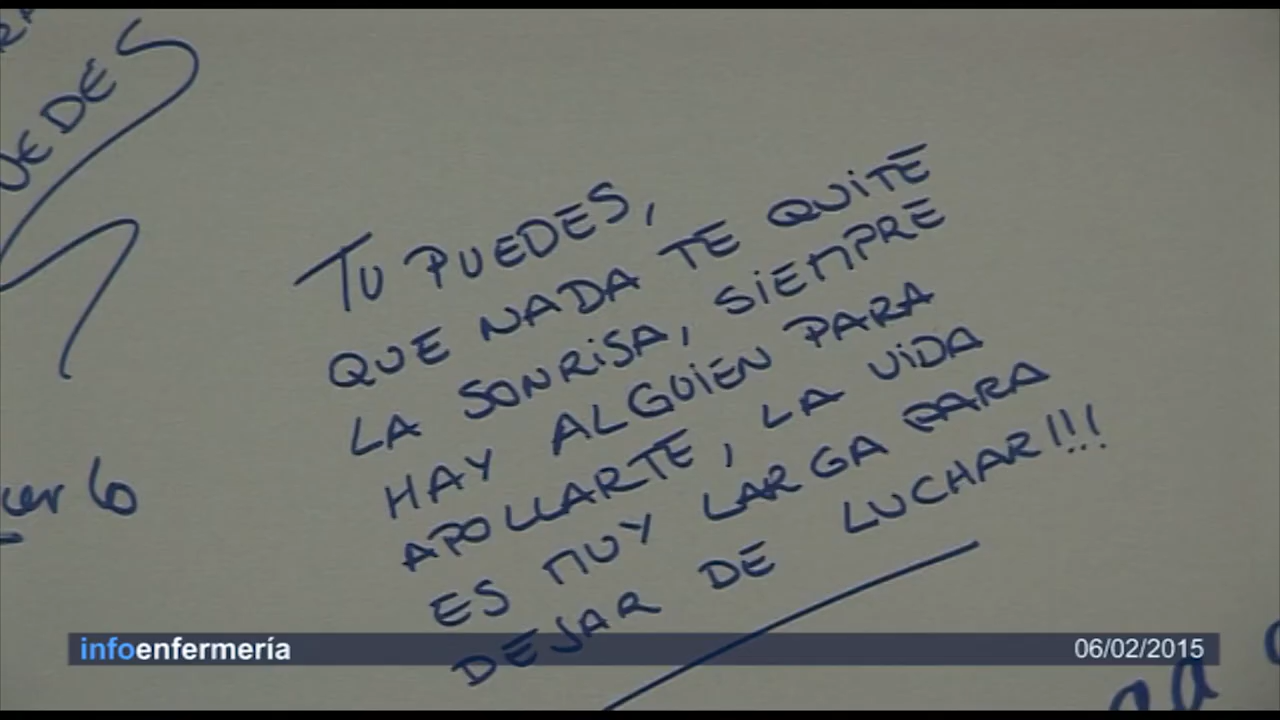 UEDES
TU PUEDES,
QUE NADA TE QUITE
LA SONRISA, SIEMPRE
HAY ALGUIEN PARA
APOLLARTE, LA VIDA
ES MUY LARGA PARA
DEJAR DE LUCHAR!!!
infoenfermería
06/02/2015